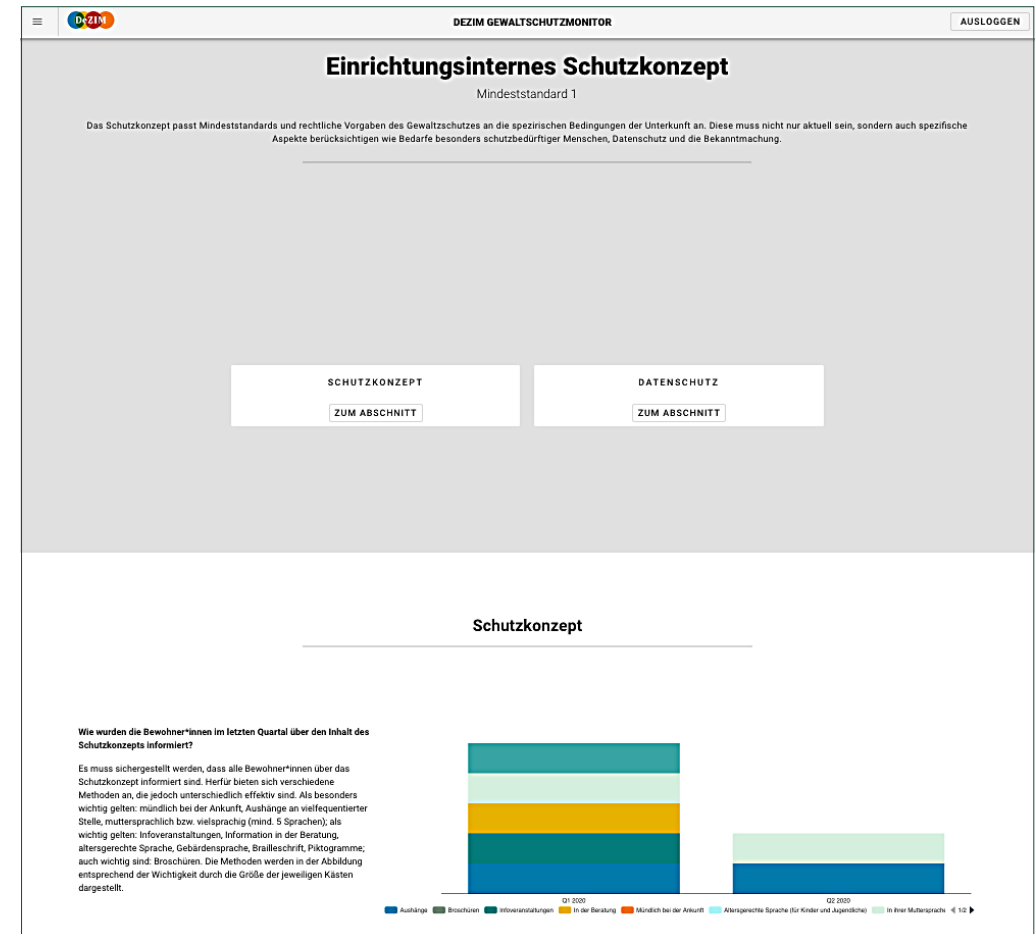 DeZIM
DEZIM GEWALTSCHUTZMONITOR
AUSLOGGEN
Einrichtungsinternes Schutzkonzept
Mindeststandard 1
Das Schutzkonzept passt Mindeststandards und rechtliche Vorgaben des Gewaltzschutzes an die spezirischen Bedingungen der Unterkunft an. Diese muss nicht nur aktuell sein, sondern auch spezifische
Aspekte berücksichtigen wie Bedarfe besonders schutzbedürftiger Menschen, Datenschutz und die Bekanntmachung.
SCHUTZKONZEPT
ZUM ABSCHNITT
DATENSCHUTZ
ZUM ABSCHNITT
Schutzkonzept
Wie wurden die Bewohner*innen im letzten Quartal über den Inhalt des
Schutzkonzepts informiert?
Es muss sichergestellt werden, dass alle Bewohner*innen über das
Schutzkonzept informiert sind. Herfür bieten sich verschiedene
Methoden an, die jedoch unterschiedlich effektiv sind. Als besonders
wichtig gelten: mündlich bei der Ankunft, Aushänge an vielfequentierter
Stelle, muttersprachlich bzw. vielsprachig (mind. 5 Sprachen); als
wichtig gelten: Infoveranstaltungen, Information in der Beratung,
altersgerechte Sprache, Gebärdensprache, Brailleschrift, Piktogramme;
auch wichtig sind: Broschüren. Die Methoden werden in der Abbildung
entsprechend der Wichtigkeit durch die Größe der jeweiligen Kästen
dargestellt.
Q1 2020
Q2 2020
Aushänge
Broschüren
Infoveranstaltungen
In der Beratung
Mündlich bei der Ankunft
Altersgerechte Sprache (für Kinder und Jugendliche)
In ihrer Muttersprache
1/2